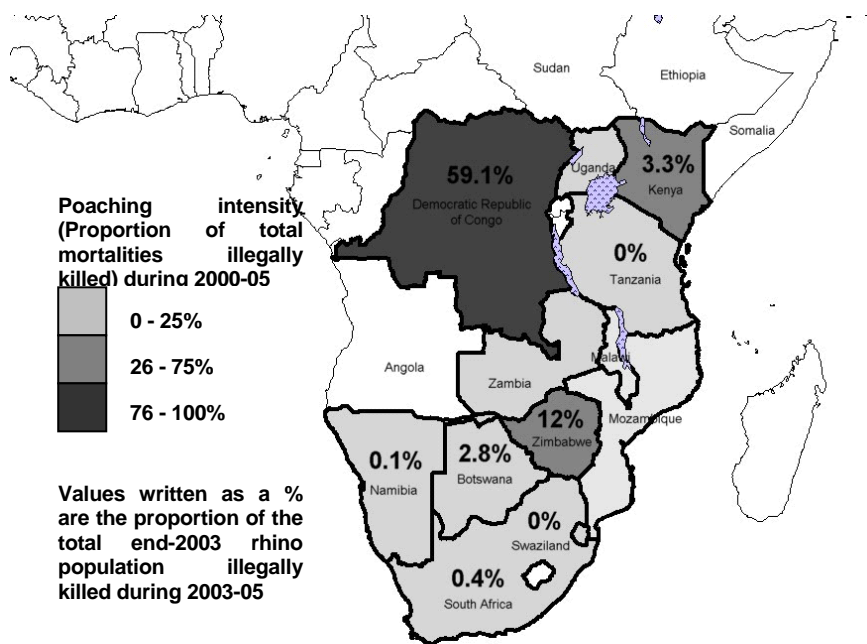 Sudan
Ethiopia
Somalia
Uganda
3.3%
Kenya
59.1%
Democratic Republic
of Congo
Poaching intensity
(Proportion of total
mortalities illegally
killed) during 2000-05
0 - 25%
26 - 75%
76 - 100%
0%
Tanzania
Angola
Zambia
Malawi
Mozambique
12%
Zimbabwe
0.1%
Namibia
2.8%
Botswana
0%
Swaziland
0.4%
South Africa
Values written as a %
are the proportion of the
total end-2003 rhino
population illegally
killed during 2003-05